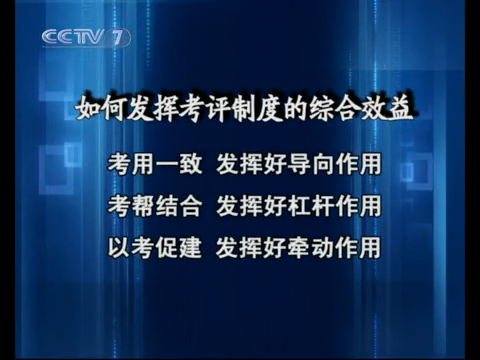 CCTV 7
如何发挥考评制度的综合效益
考用一致 发挥好导向作用
考帮结合 发挥好杠杆作用
以考促建 发挥好牵动作用